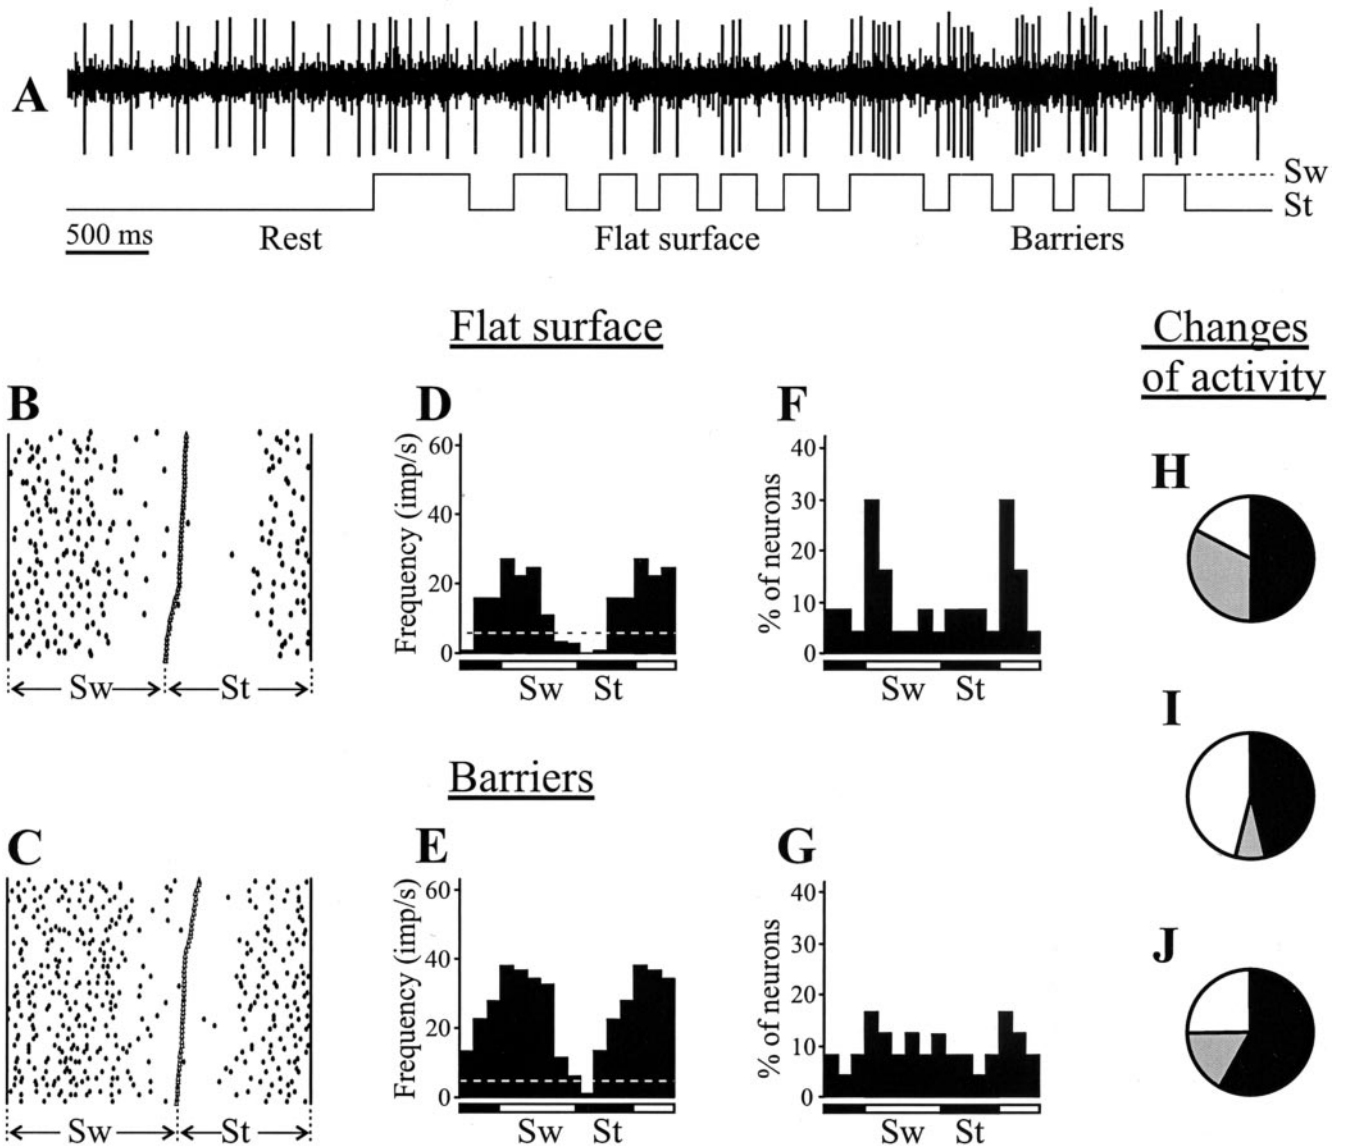 A
Sw
St
500 ms
Rest
Flat surface
Barriers
Flat surface
Changes
of activity
B
Sw
St
D
Frequency (imp/s)
60
40
20
0
Sw
St
F
% of neurons
40
30
20
10
0
Sw
St
H
I
Barriers
C
Sw
St
E
Frequency (imp/s)
60
40
20
0
Sw
St
G
% of neurons
40
30
20
10
0
Sw
St
J